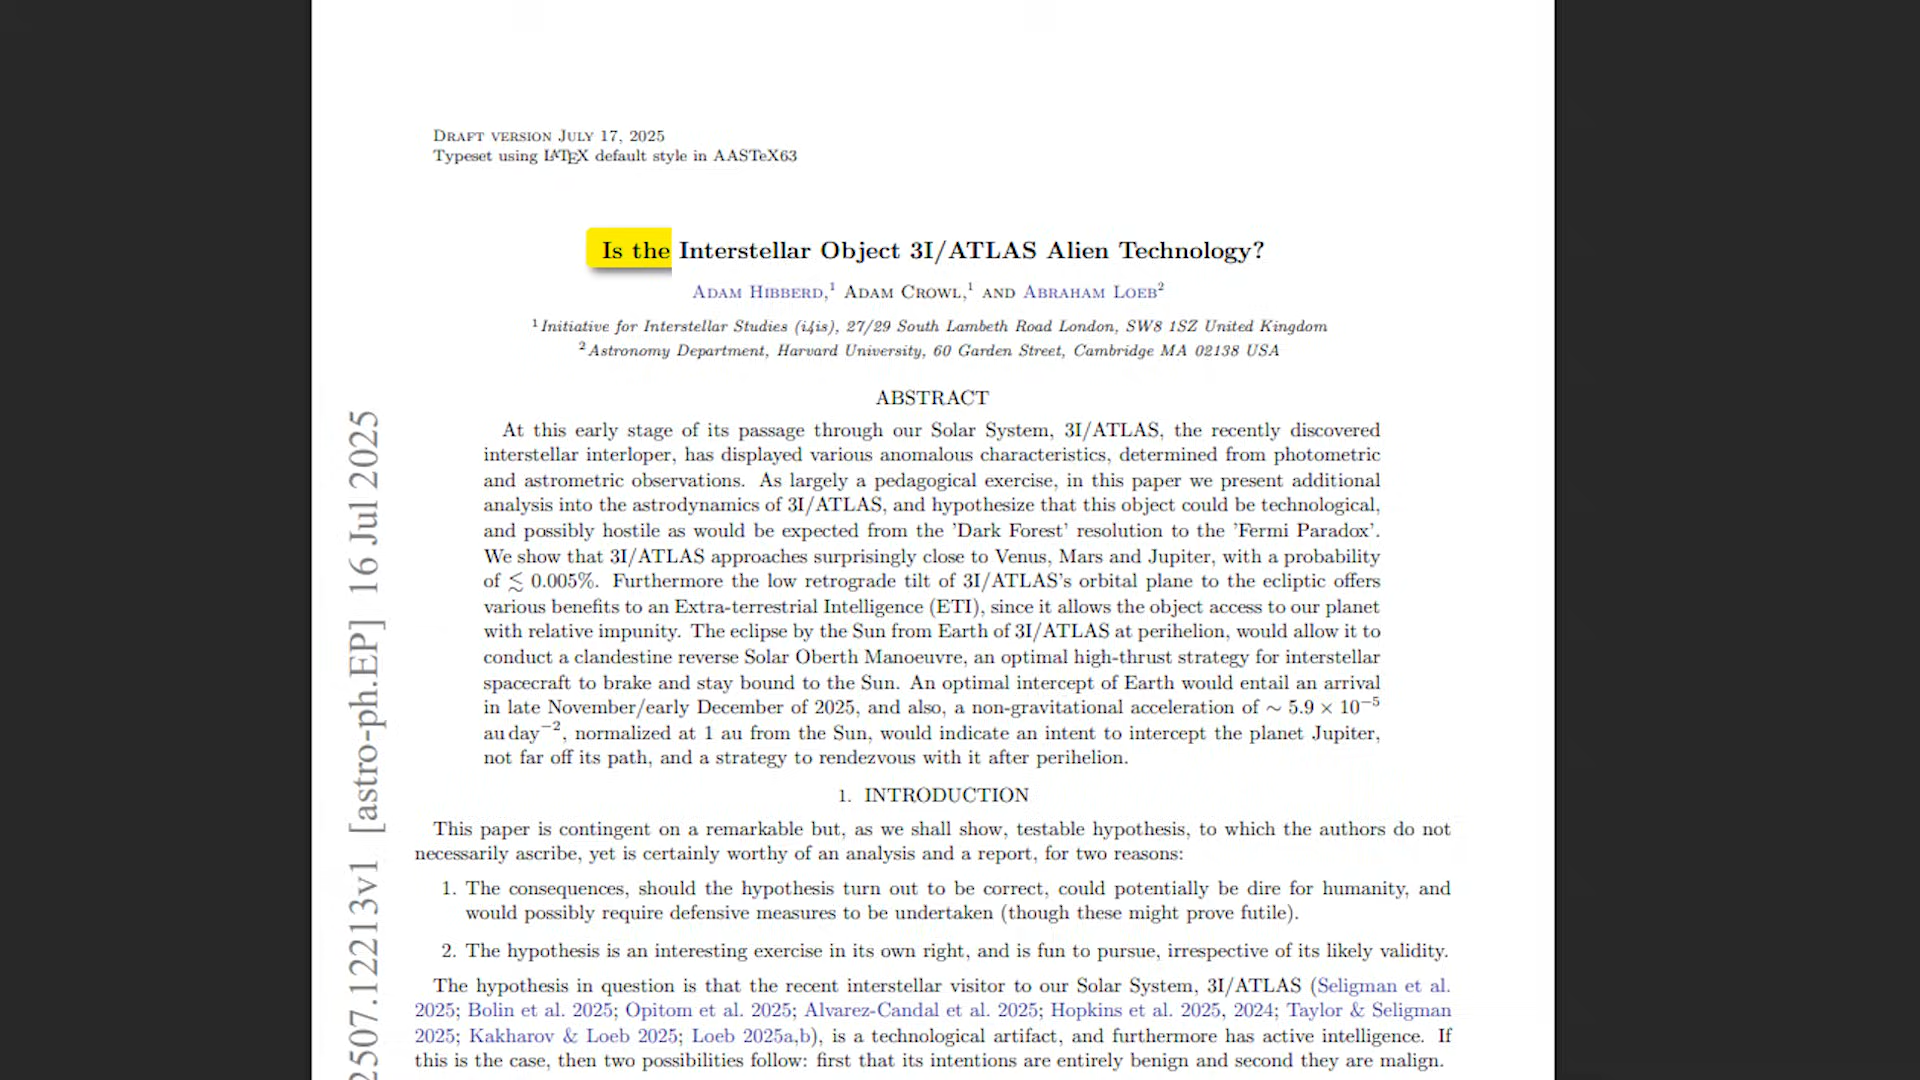 DRAFT VERSION JULY 17, 2025
Typeset using LATEX default style in AASTeX63
Is the Interstellar Object 3I/ATLAS Alien Technology?
ADAM HIBBERD,¹ ADAM CROWL,¹ AND ABRAHAM LOEB²
¹ Initiative for Interstellar Studies (i4is), 27/29 South Lambeth Road London, SW8 1SZ United Kingdom
² Astronomy Department, Harvard University, 60 Garden Street, Cambridge MA 02138 USA
ABSTRACT
At this early stage of its passage through our Solar System, 3I/ATLAS, the recently discovered
interstellar interloper, has displayed various anomalous characteristics, determined from photometric
and astrometric observations. As largely a pedagogical exercise, in this paper we present additional
analysis into the astrodynamics of 3I/ATLAS, and hypothesize that this object could be technological,
and possibly hostile as would be expected from the 'Dark Forest' resolution to the 'Fermi Paradox'.
We show that 3I/ATLAS approaches surprisingly close to Venus, Mars and Jupiter, with a probability
of ≲ 0.005%. Furthermore the low retrograde tilt of 3I/ATLAS's orbital plane to the ecliptic offers
various benefits to an Extra-terrestrial Intelligence (ETI), since it allows the object access to our planet
with relative impunity. The eclipse by the Sun from Earth of 3I/ATLAS at perihelion, would allow it to
conduct a clandestine reverse Solar Oberth Manoeuvre, an optimal high-thrust strategy for interstellar
spacecraft to brake and stay bound to the Sun. An optimal intercept of Earth would entail an arrival
in late November/early December of 2025, and also, a non-gravitational acceleration of ∼ 5.9 × 10⁻⁵
au day⁻², normalized at 1 au from the Sun, would indicate an intent to intercept the planet Jupiter,
not far off its path, and a strategy to rendezvous with it after perihelion.
1. INTRODUCTION
This paper is contingent on a remarkable but, as we shall show, testable hypothesis, to which the authors do not
necessarily ascribe, yet is certainly worthy of an analysis and a report, for two reasons:
1. The consequences, should the hypothesis turn out to be correct, could potentially be dire for humanity, and
would possibly require defensive measures to be undertaken (though these might prove futile).
2. The hypothesis is an interesting exercise in its own right, and is fun to pursue, irrespective of its likely validity.
The hypothesis in question is that the recent interstellar visitor to our Solar System, 3I/ATLAS (Seligman et al.
2025; Bolin et al. 2025; Opitom et al. 2025; Alvarez-Candal et al. 2025; Hopkins et al. 2025, 2024; Taylor & Seligman
2025; Kakharov & Loeb 2025; Loeb 2025a,b), is a technological artifact, and furthermore has active intelligence. If
this is the case, then two possibilities follow: first that its intentions are entirely benign and second they are malign.
2507.12213v1 [astro-ph.EP] 16 Jul 2025